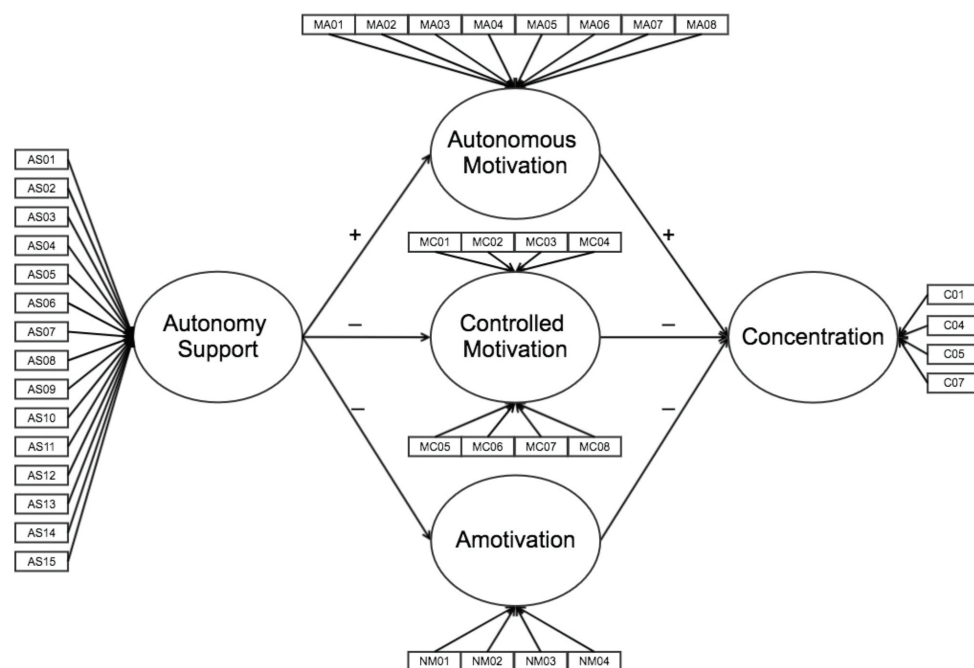 MA01 MA02 MA03 MA04 MA05 MA06 MA07 MA08
Autonomous
Motivation
AS01
AS02
AS03
AS04
AS05
AS06
AS07
AS08
AS09
AS10
AS11
AS12
AS13
AS14
AS15
Autonomy
Support
+
–
–
MC01 MC02 MC03 MC04
Controlled
Motivation
MC05 MC06 MC07 MC08
Amotivation
NM01 NM02 NM03 NM04
+
–
–
Concentration
C01
C04
C05
C07